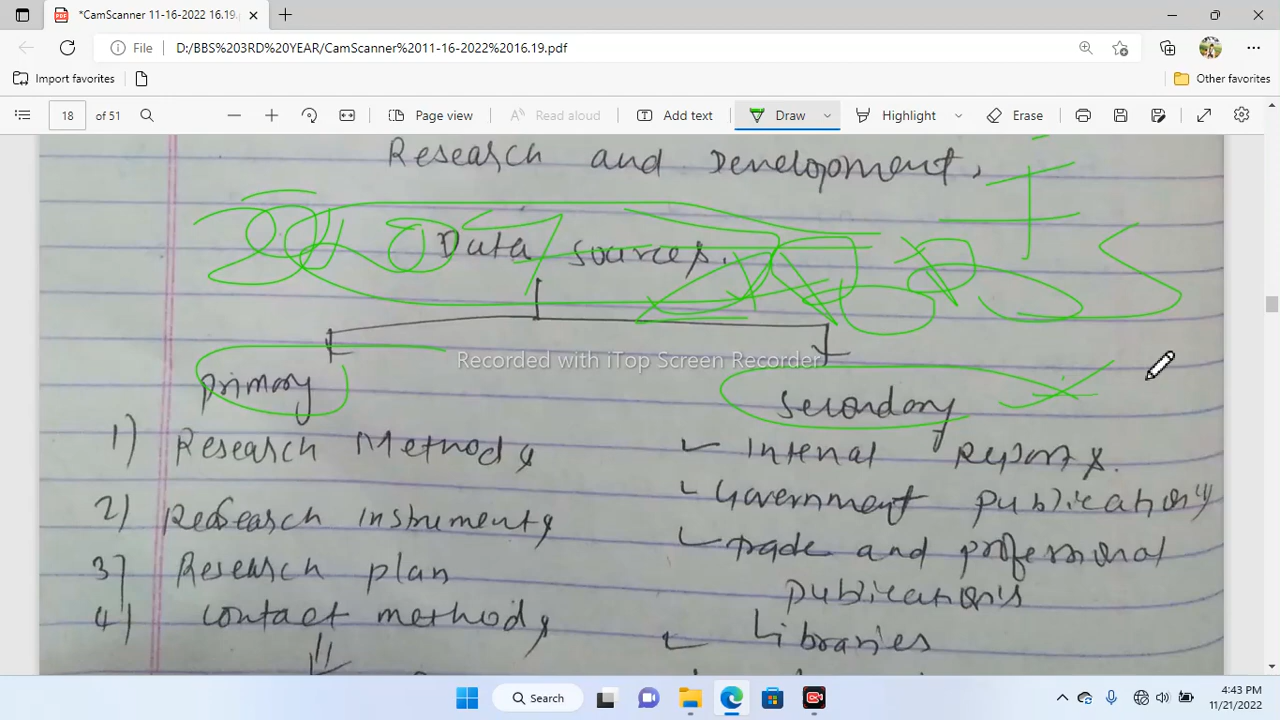 *CamScanner 11-16-2022 16.19.p
File D:/BBS%203RD%20YEAR/CamScanner%2011-16-2022%2016.19.pdf
Import favorites Other favorites
18 of 51 Page view Read aloud Add text Draw Highlight Erase
Research and Development,
Data sources.
Recorded with iTop Screen Recorder
primary secondary
1) Research Methods Internal Reports.
2) Research instruments Government publications
3) Research plan trade and professional
publications
4) contact methods Libraries
Search
4:43 PM
11/21/2022